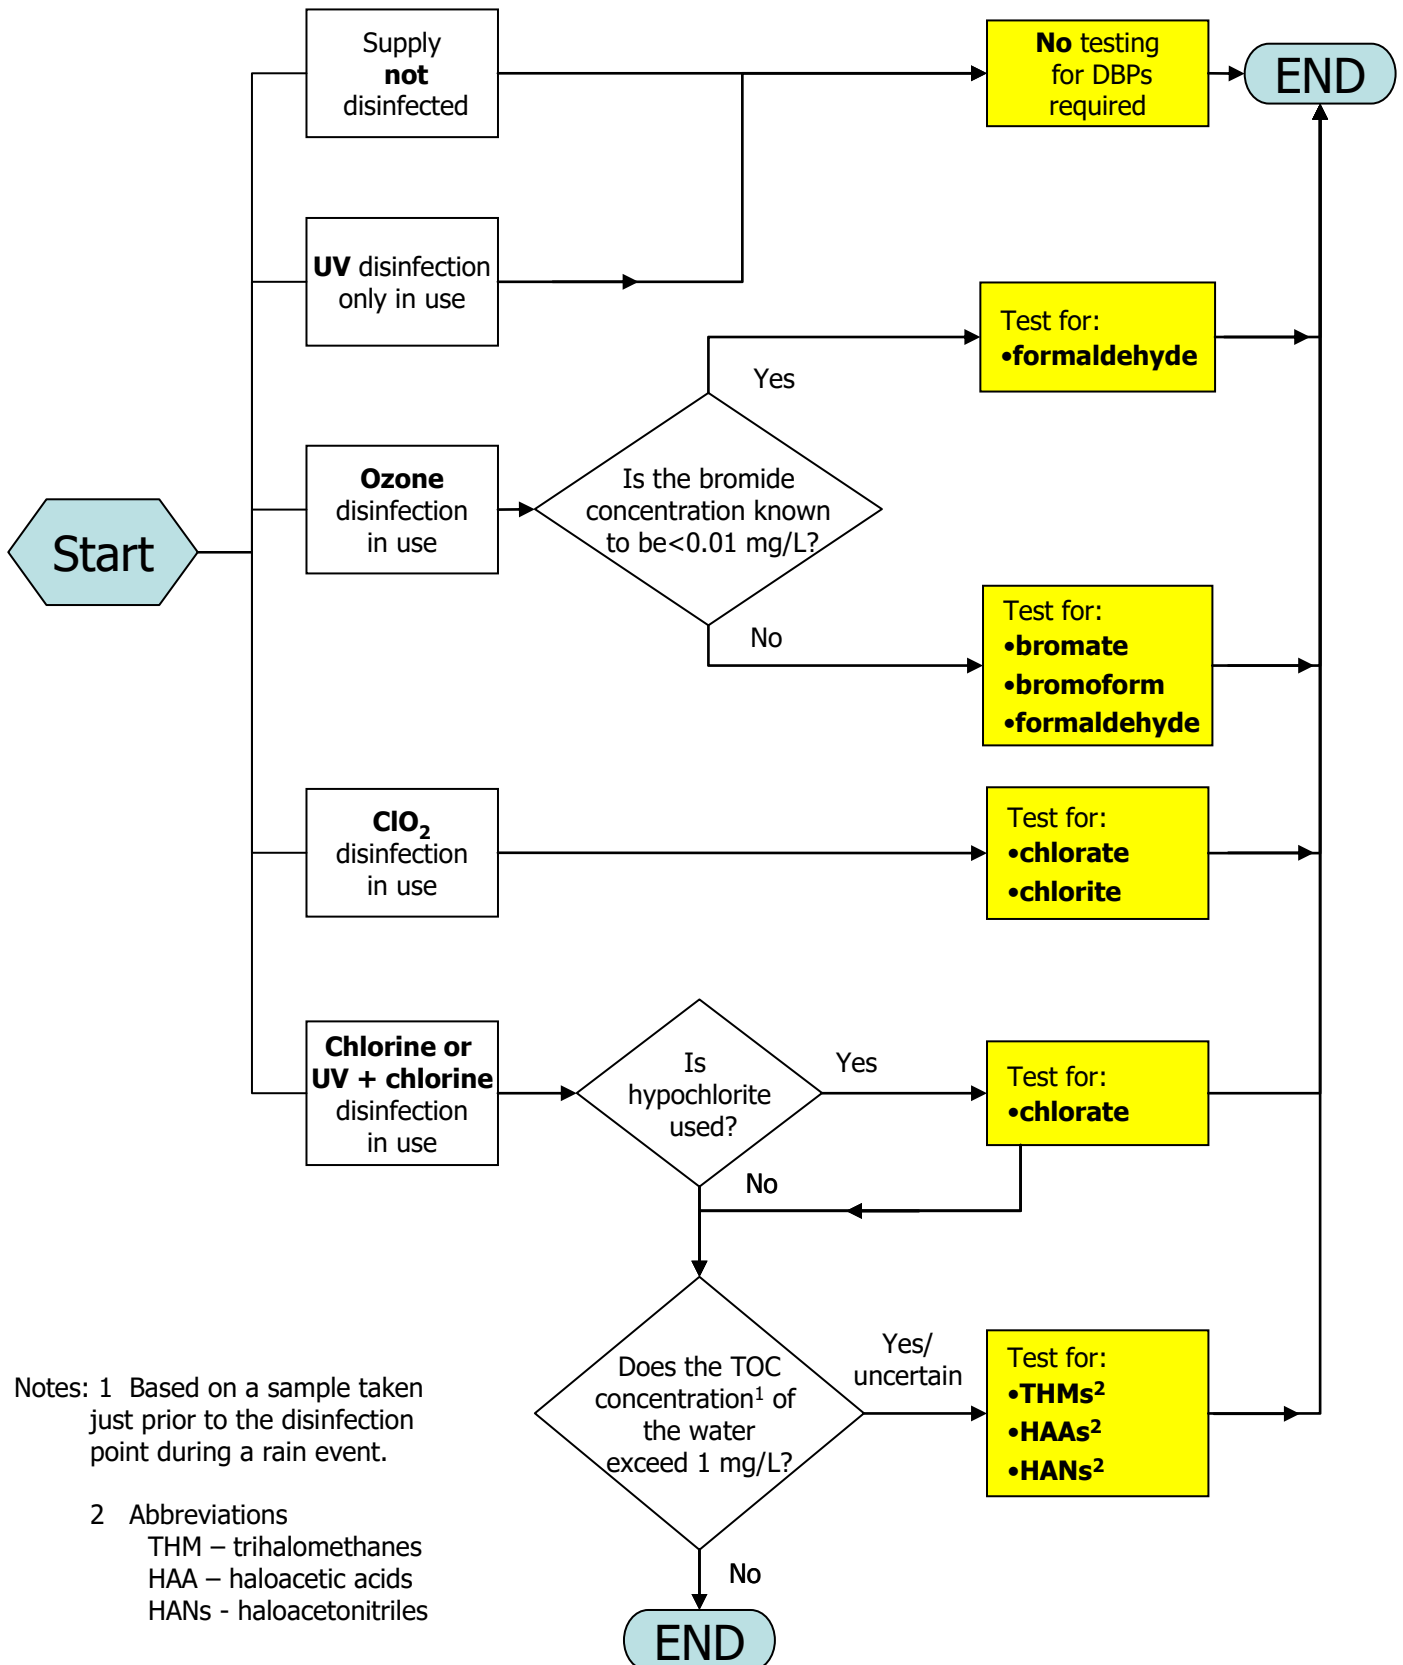 Supply
not
disinfected
No testing
for DBPs
required
END
UV disinfection
only in use
Test for:
•formaldehyde
Yes
Ozone
disinfection
in use
Is the bromide
concentration known
to be<0.01 mg/L?
Start
No
Test for:
•bromate
•bromoform
•formaldehyde
ClO₂
disinfection
in use
Test for:
•chlorate
•chlorite
Chlorine or
UV + chlorine
disinfection
in use
Is
hypochlorite
used?
Yes
Test for:
•chlorate
No
Does the TOC
concentration¹ of
the water
exceed 1 mg/L?
Yes/
uncertain
Test for:
•THMs²
•HAAs²
•HANs²
No
END
Notes: 1 Based on a sample taken
just prior to the disinfection
point during a rain event.
2 Abbreviations
THM – trihalomethanes
HAA – haloacetic acids
HANs - haloacetonitriles